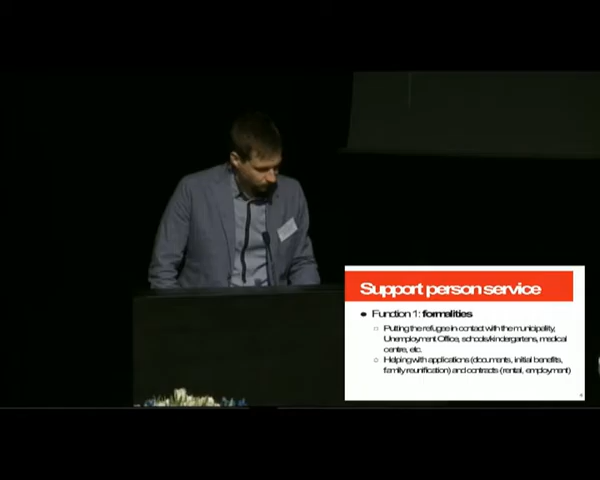 Support person service
Function 1: formalities
Putting the refugee in contact with the municipality,
Unemployment Office, schools/kindergartens, medical
centre, etc.
Helping with applications (documents, initial benefits,
family reunification) and contracts (rental, employment)